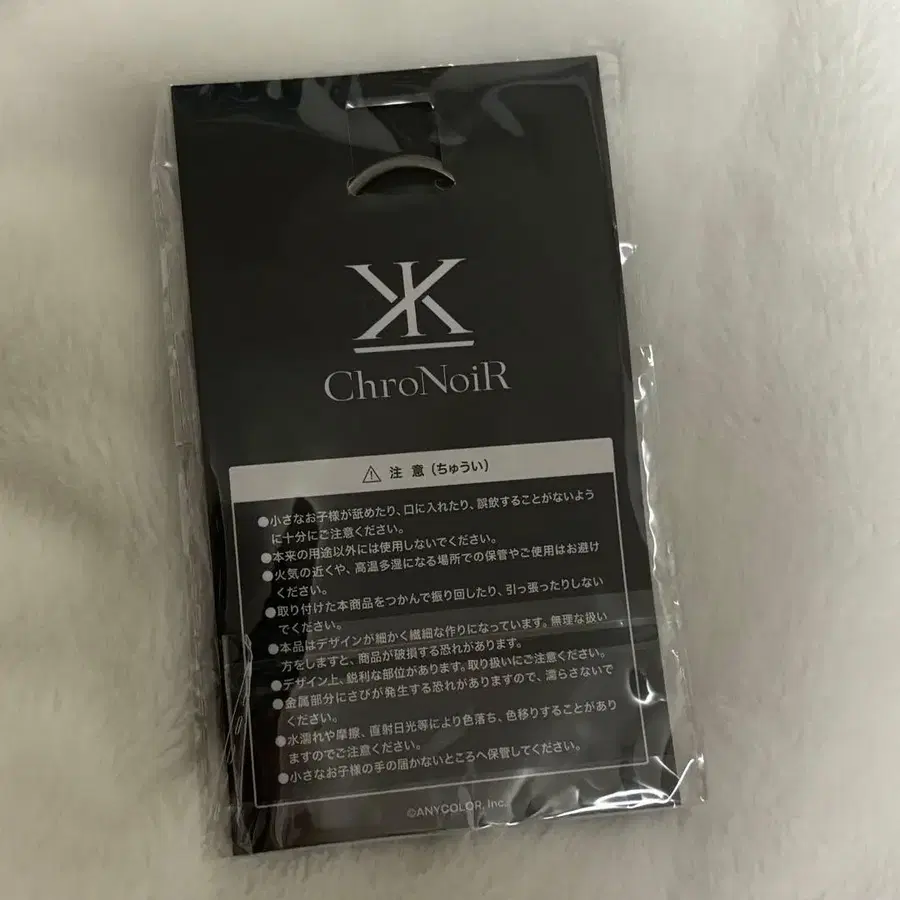 ChroNoiR
⚠ 注 意 (ちゅうい)
●小さなお子様が舐めたり、口に入れたり、誤飲することがないよう
に十分にご注意ください。
●本来の用途以外には使用しないでください。
●火気の近くや、高温多湿になる場所での保管やご使用はお避け
ください。
●取り付けた本商品をつかんで振り回したり、引っ張ったりしない
でください。
●本品はデザインが細かく繊細な作りになっています。無理な扱い
方をしますと、商品が破損する恐れがあります。
●デザイン上、鋭利な部位があります。取り扱いにご注意ください。
●金属部分にさびが発生する恐れがありますので、濡らさないで
ください。
●水濡れや摩擦、直射日光等により色落ち、色移りすることがあり
ますのでご注意ください。
●小さなお子様の手の届かないところへ保管してください。
©ANYCOLOR, Inc.